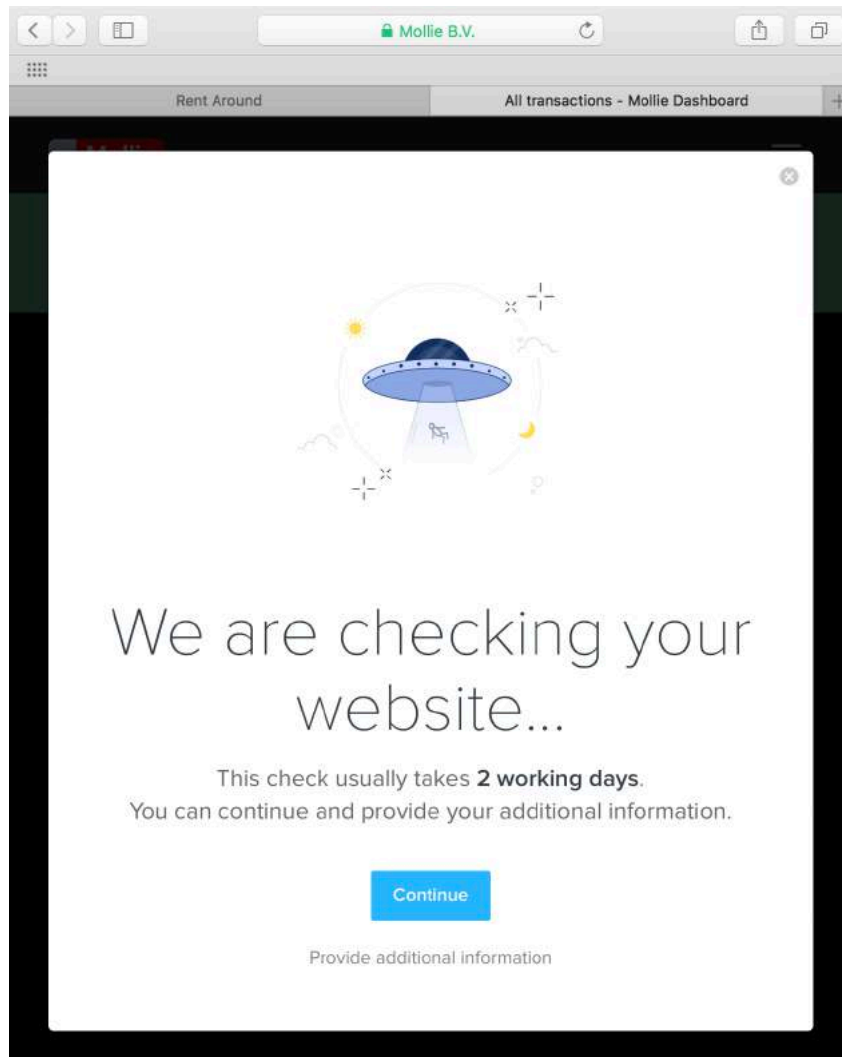 Mollie B.V.
Rent Around
All transactions - Mollie Dashboard
We are checking your
website...
This check usually takes 2 working days.
You can continue and provide your additional information.
Continue
Provide additional information